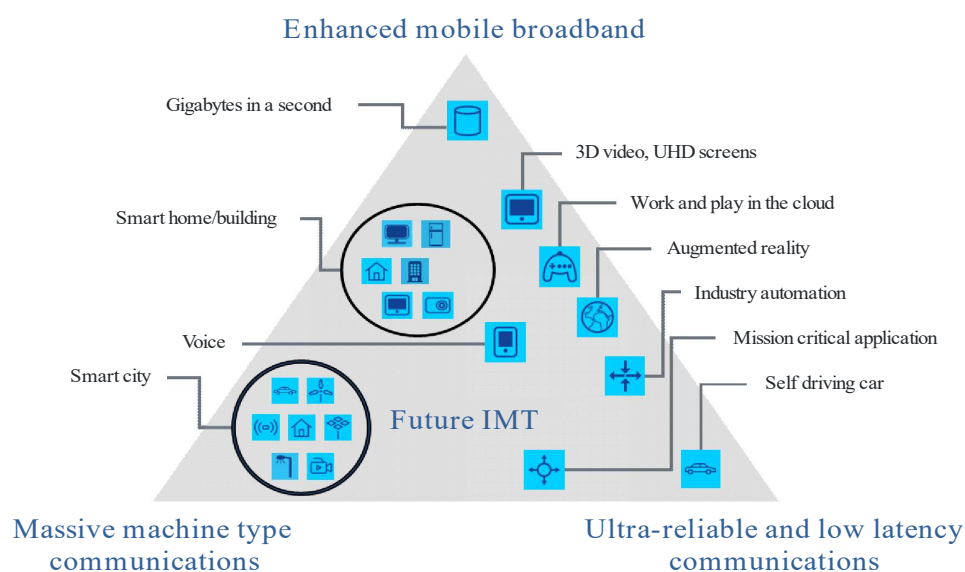 Enhanced mobile broadband
Gigabytes in a second
3D video, UHD screens
Smart home/building
Work and play in the cloud
Augmented reality
Industry automation
Voice
Mission critical application
Smart city
Self driving car
Future IMT
Massive machine type
communications
Ultra-reliable and low latency
communications